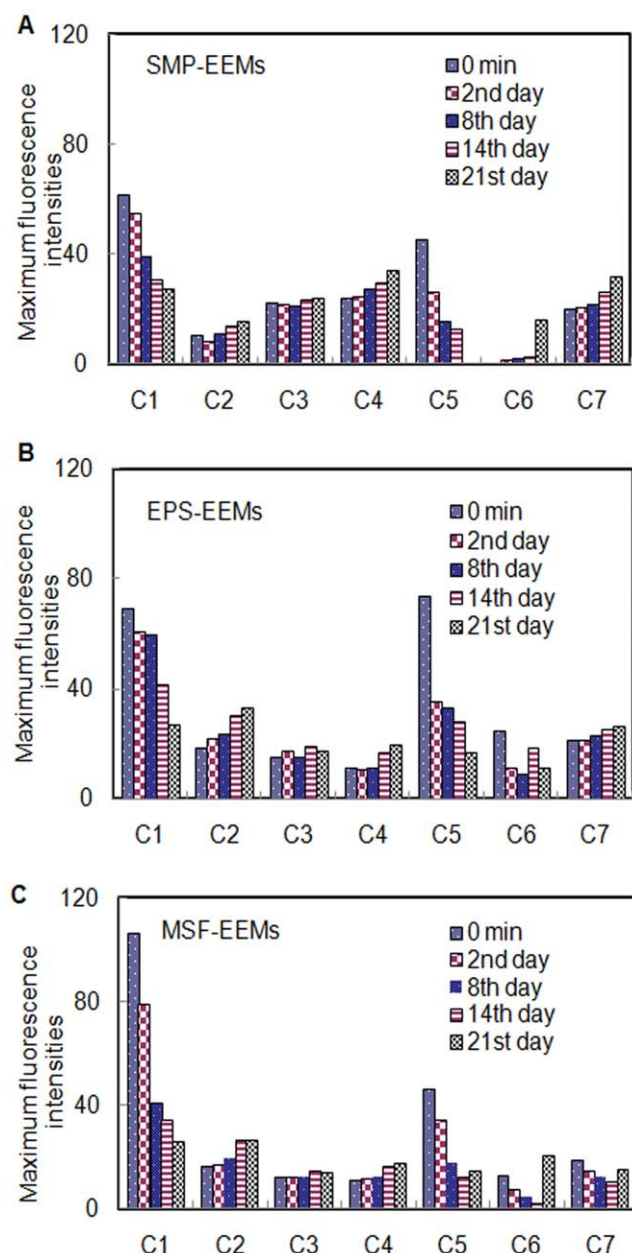 A
120
SMP-EEMs
0 min
2nd day
8th day
14th day
21st day
80
40
0
Maximum fluorescence
intensities
C1 C2 C3 C4 C5 C6 C7
B
120
EPS-EEMs
0 min
2nd day
8th day
14th day
21st day
80
40
0
Maximum fluorescence
intensities
C1 C2 C3 C4 C5 C6 C7
C
120
MSF-EEMs
0 min
2nd day
8th day
14th day
21st day
80
40
0
Maximum fluorescence
intensities
C1 C2 C3 C4 C5 C6 C7